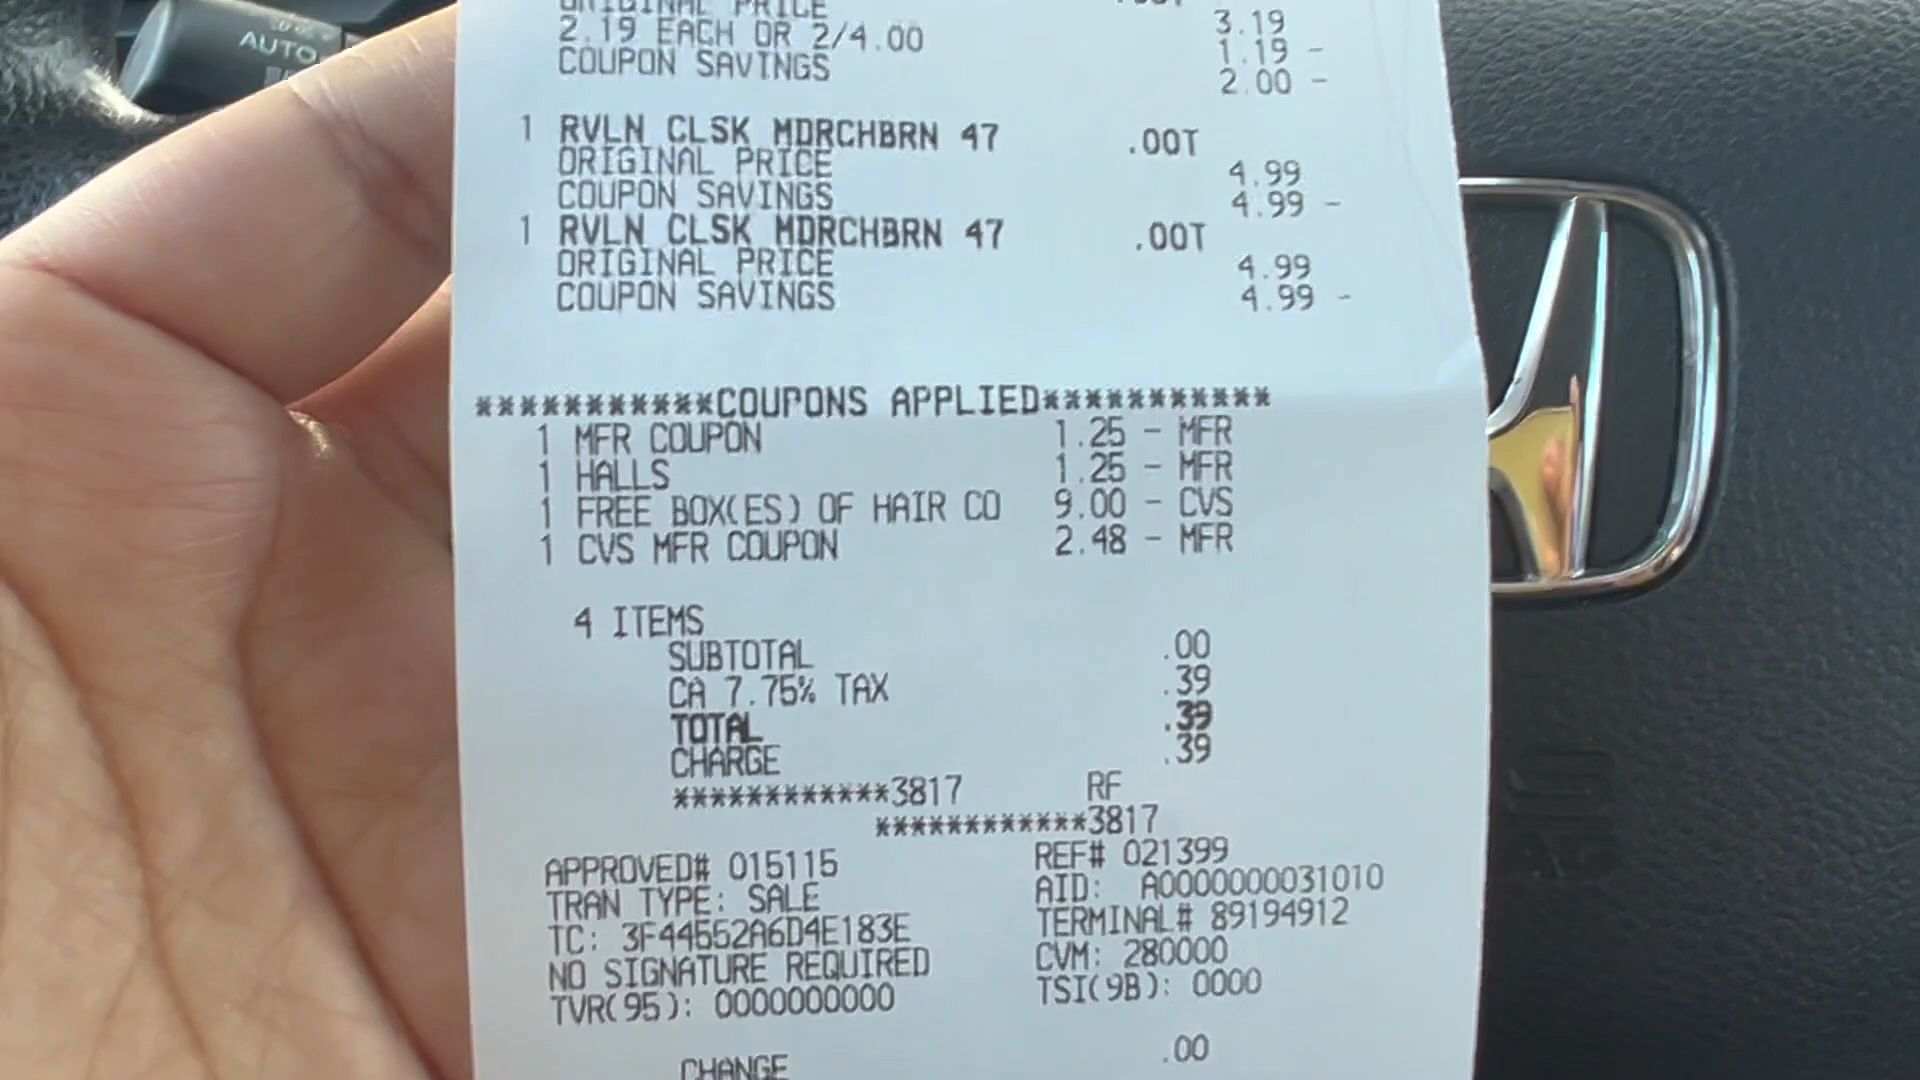 AUTO
ORIGINAL PRICE 3.19
2.19 EACH OR 2/4.00 1.19 -
COUPON SAVINGS 2.00 -
1 RVLN CLSK MDRCHBRN 47 .00T
ORIGINAL PRICE 4.99
COUPON SAVINGS 4.99 -
1 RVLN CLSK MDRCHBRN 47 .00T
ORIGINAL PRICE 4.99
COUPON SAVINGS 4.99 -
***********COUPONS APPLIED***********
1 MFR COUPON 1.25 - MFR
1 HALLS 1.25 - MFR
1 FREE BOX(ES) OF HAIR CO 9.00 - CVS
1 CVS MFR COUPON 2.48 - MFR
4 ITEMS
SUBTOTAL .00
CA 7.75% TAX .39
TOTAL .39
CHARGE .39
************3817 RF
************3817
APPROVED# 015115 REF# 021399
TRAN TYPE: SALE AID: A0000000031010
TC: 3F44552A6D4E183E TERMINAL# 89194912
NO SIGNATURE REQUIRED CVM: 280000
TVR(95): 0000000000 TSI(9B): 0000
CHANGE .00